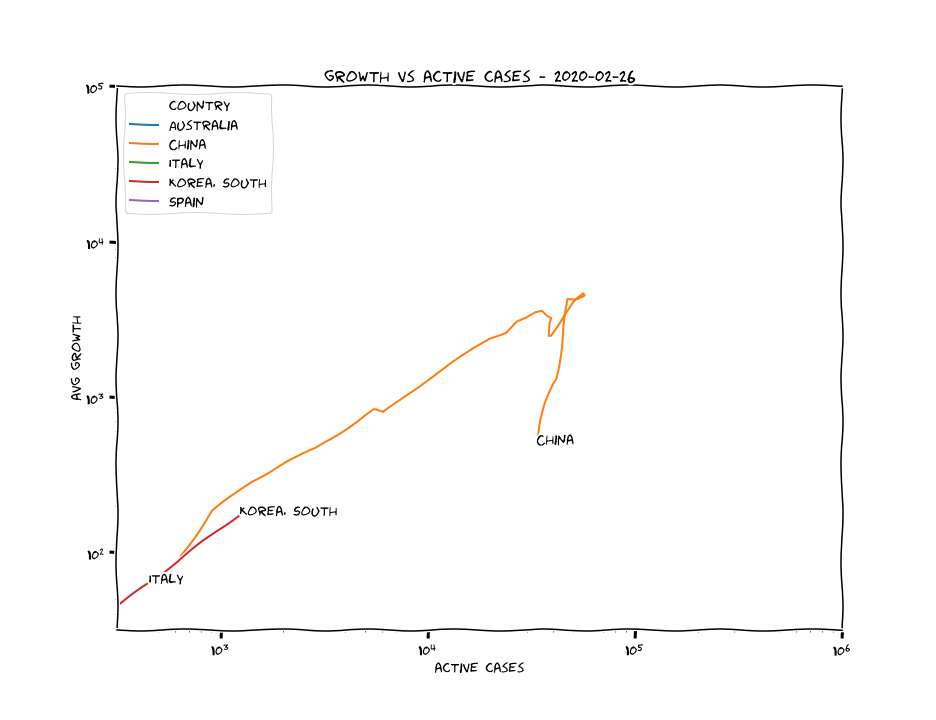 GROWTH VS ACTIVE CASES - 2020-02-26
10⁵
COUNTRY
AUSTRALIA
CHINA
ITALY
KOREA, SOUTH
SPAIN
10⁴
AVG GROWTH
10³
CHINA
KOREA, SOUTH
10²
ITALY
10³ 10⁴ 10⁵ 10⁶
ACTIVE CASES